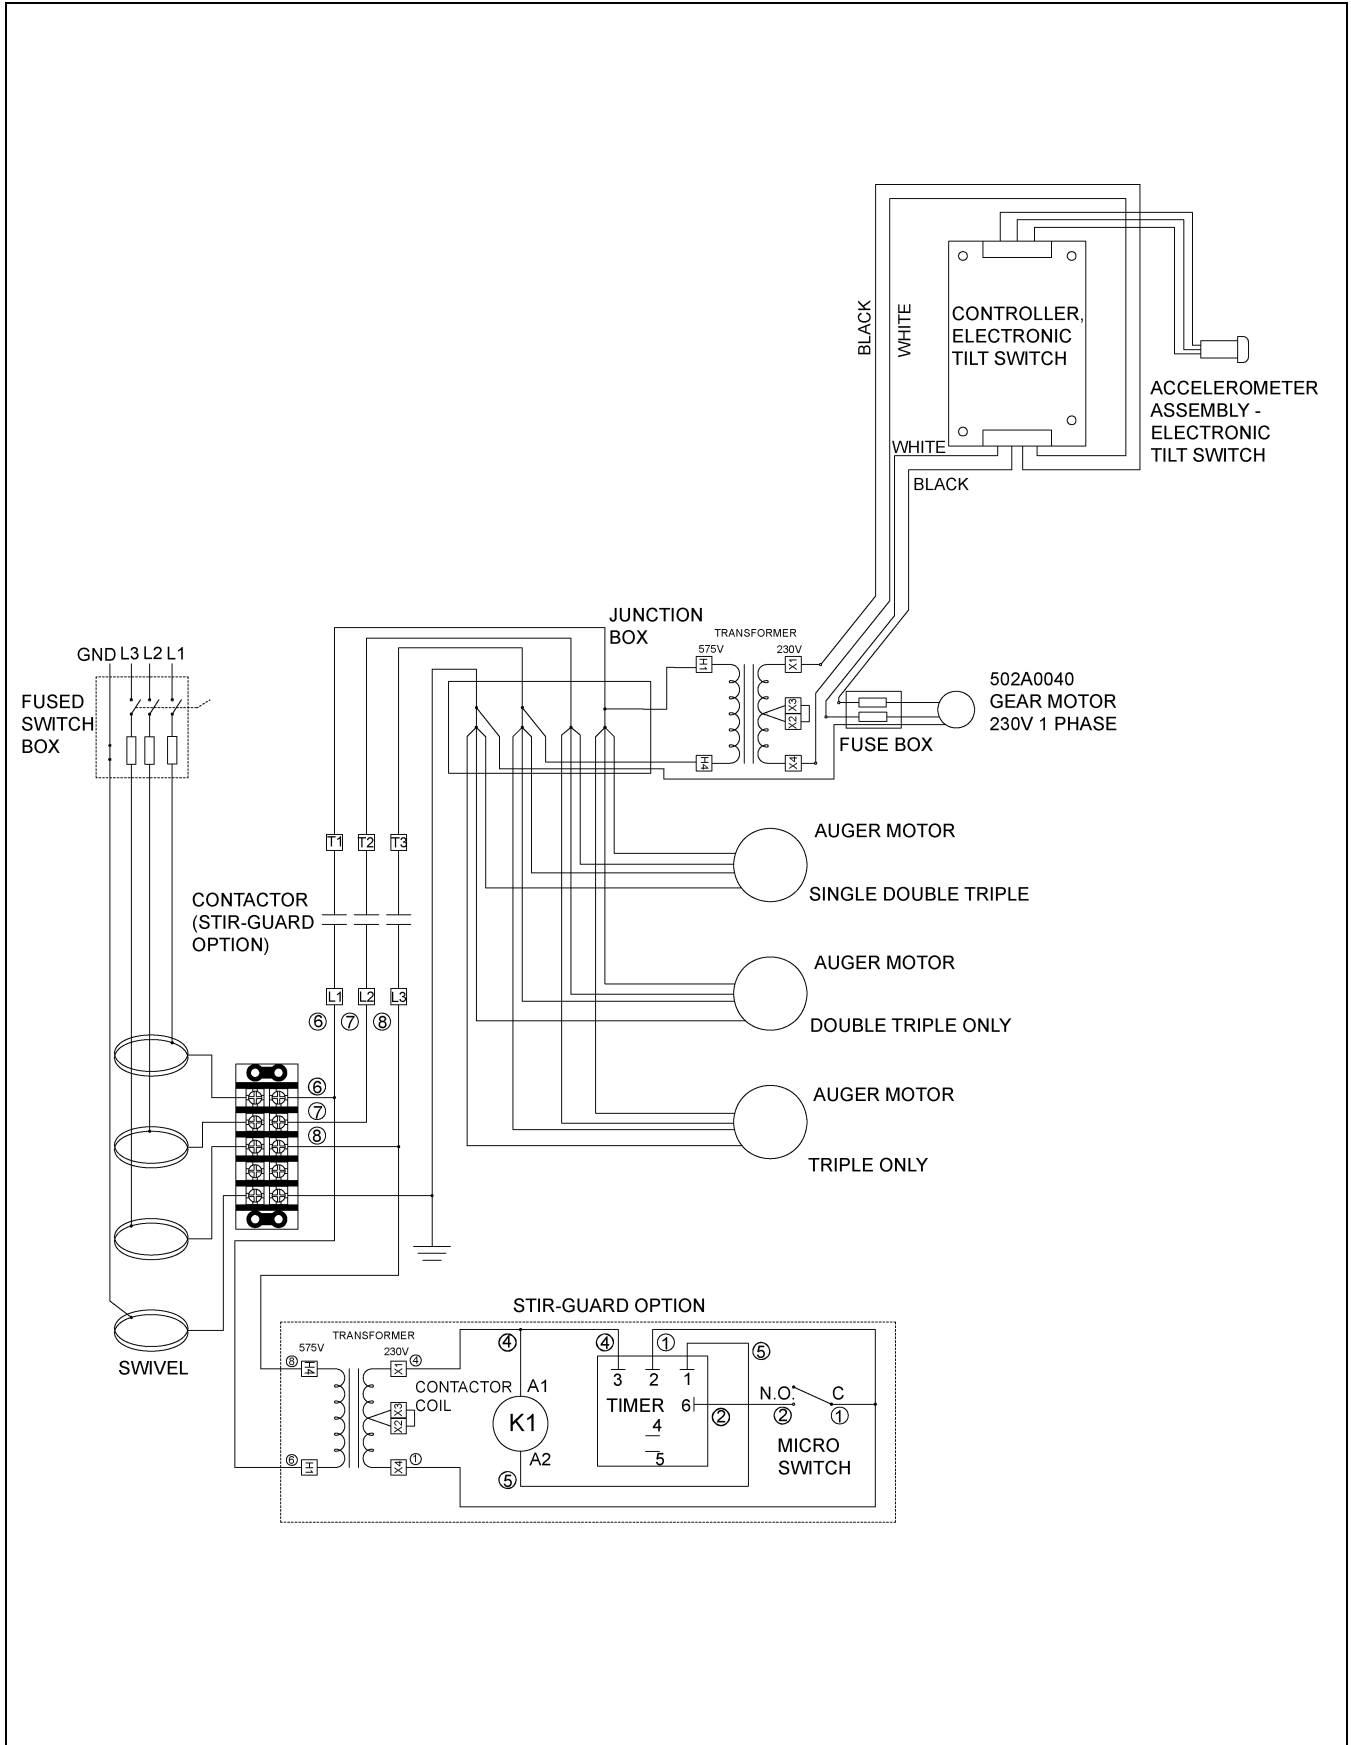 BLACK
WHITE
CONTROLLER,
ELECTRONIC
TILT SWITCH
ACCELEROMETER
ASSEMBLY -
ELECTRONIC
TILT SWITCH
WHITE
BLACK
JUNCTION
BOX
TRANSFORMER
575V
230V
H1
X1
X3
X2
H4
X4
FUSE BOX
502A0040
GEAR MOTOR
230V 1 PHASE
GND L3 L2 L1
FUSED
SWITCH
BOX
T1 T2 T3
CONTACTOR
(STIR-GUARD
OPTION)
L1 L2 L3
6 7 8
AUGER MOTOR
SINGLE DOUBLE TRIPLE
AUGER MOTOR
DOUBLE TRIPLE ONLY
AUGER MOTOR
TRIPLE ONLY
6
7
8
SWIVEL
STIR-GUARD OPTION
TRANSFORMER
575V
230V
8 H4
X1 4
X3
X2
6 H1
X4 1
CONTACTOR
COIL
4
A1
K1
A2
5
4
1
5
3 2 1
TIMER
6
2
4
5
N.O.
C
2
1
MICRO
SWITCH